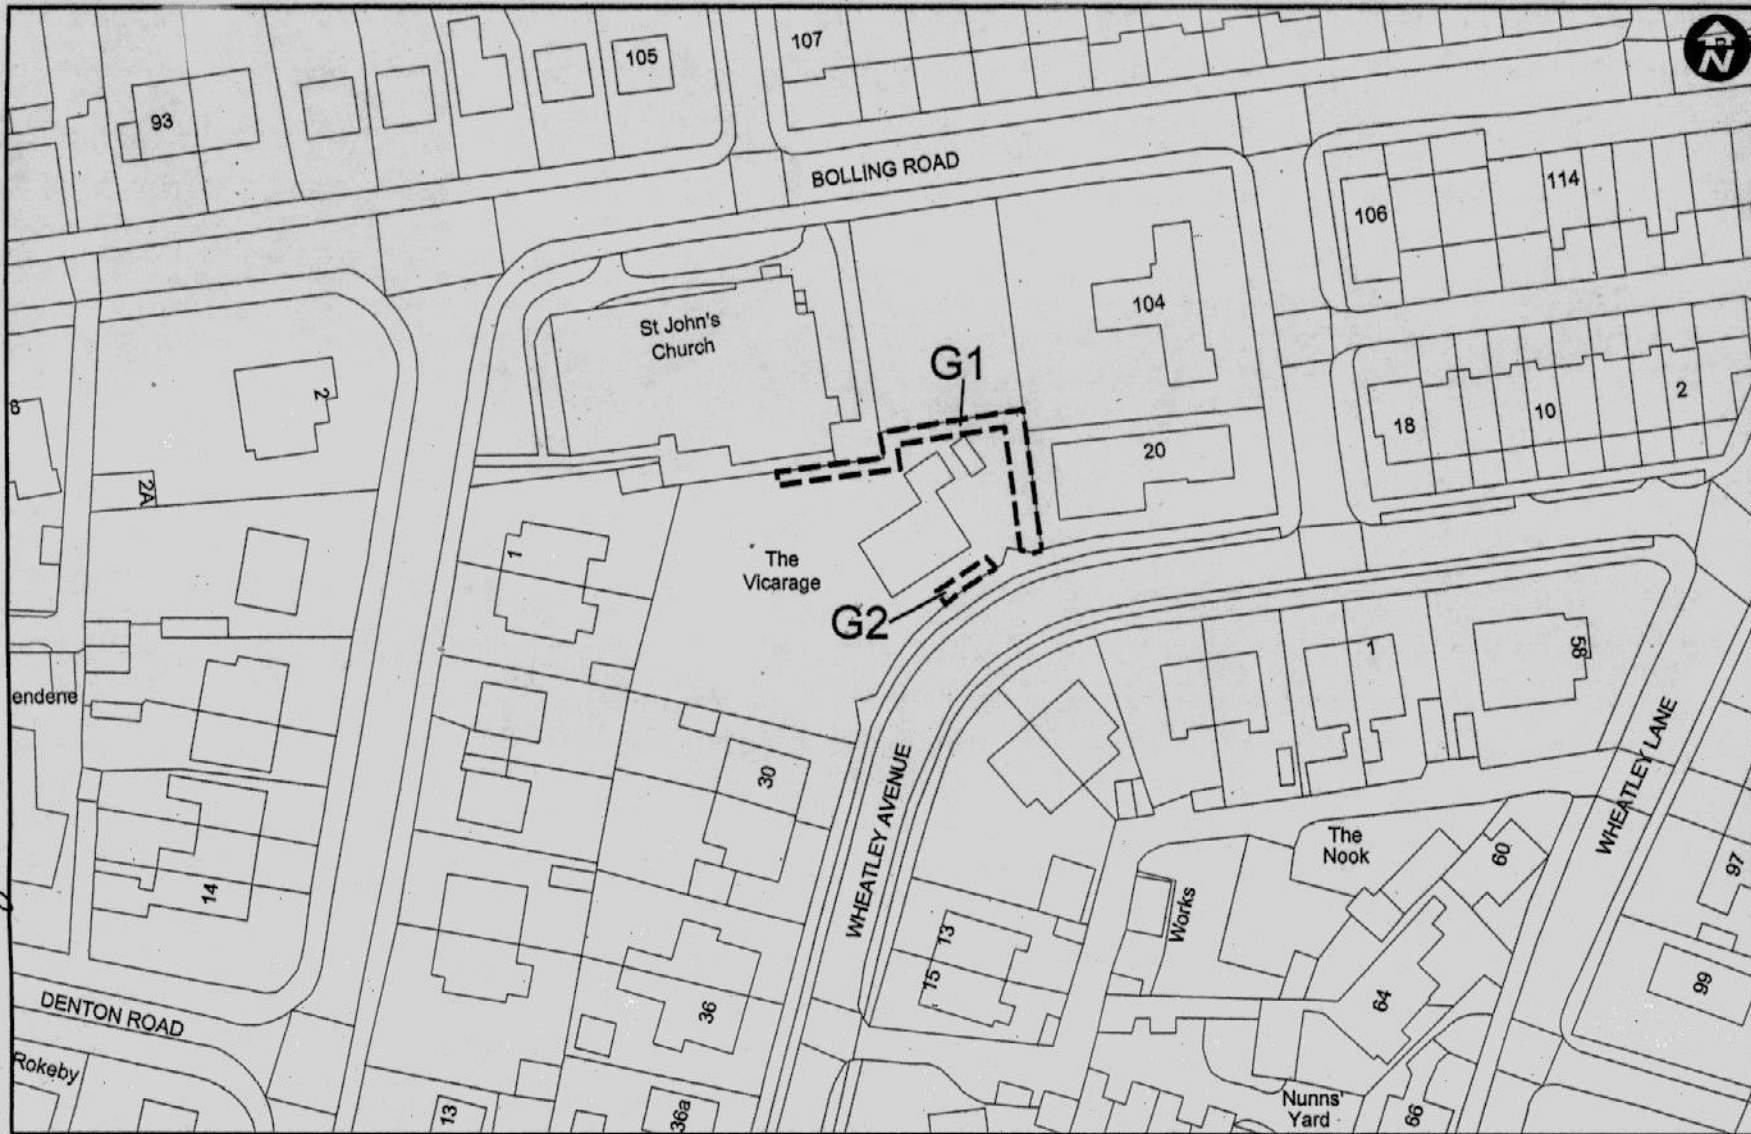 105
107
N
93
BOLLING ROAD
114
106
104
St John's
Church
G1
2
8
2
18
10
20
2A
1
The
Vicarage
G2
1
58
endene
WHEATLEY LANE
30
WHEATLEY AVENUE
The
Nook
60
97
14
Works
13
15
99
36
64
DENTON ROAD
Rokeby
13
36a
Nunns'
Yard
66